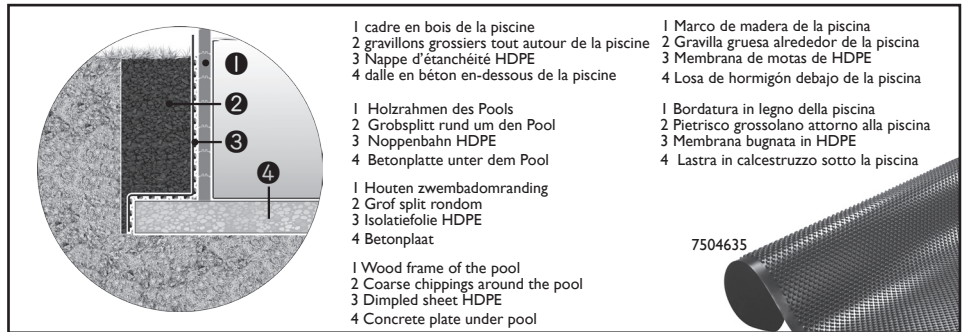 1
2
3
4
1 cadre en bois de la piscine
2 gravillons grossiers tout autour de la piscine
3 Nappe d'étanchéité HDPE
4 dalle en béton en-dessous de la piscine
1 Holzrahmen des Pools
2 Grobsplitt rund um den Pool
3 Noppenbahn HDPE
4 Betonplatte unter dem Pool
1 Houten zwembadomranding
2 Grof split rondom
3 Isolatiefolie HDPE
4 Betonplaat
1 Wood frame of the pool
2 Coarse chippings around the pool
3 Dimpled sheet HDPE
4 Concrete plate under pool
1 Marco de madera de la piscina
2 Gravilla gruesa alrededor de la piscina
3 Membrana de motas de HDPE
4 Losa de hormigón debajo de la piscina
1 Bordatura in legno della piscina
2 Pietrisco grossolano attorno alla piscina
3 Membrana bugnata in HDPE
4 Lastra in calcestruzzo sotto la piscina
7504635